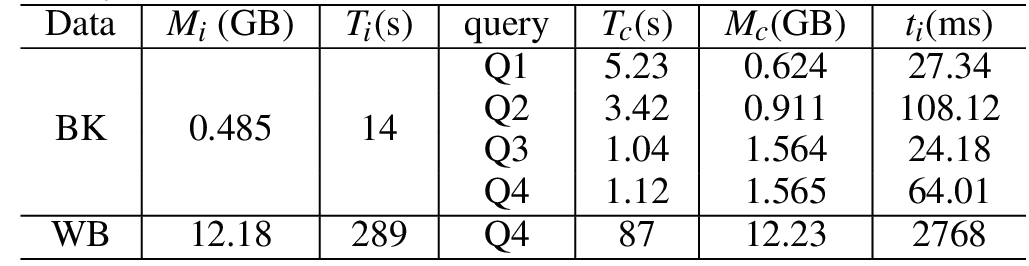 Data M_i (GB) T_i(s) query T_c(s) M_c(GB) t_i(ms)
Q1 5.23 0.624 27.34
Q2 3.42 0.911 108.12
BK 0.485 14
Q3 1.04 1.564 24.18
Q4 1.12 1.565 64.01
WB 12.18 289 Q4 87 12.23 2768